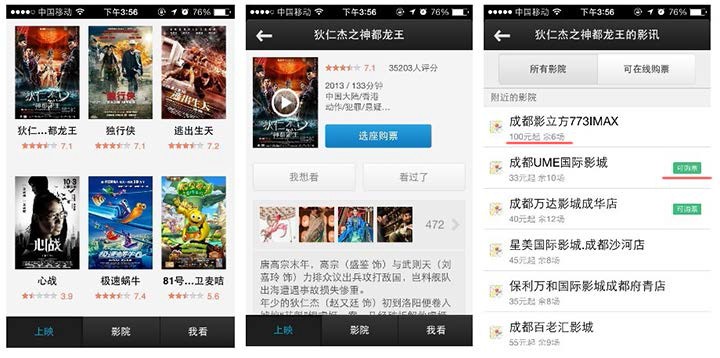 中国移动 下午3:56 76%
狄仁...都龙王 独行侠 逃出生天
7.1 7.1 7.2
10·3
心战
心战 极速蜗牛 81号...卫麦咭
3.9 7.4 5.6
上映 影院 我看
中国移动 下午3:56 76%
狄仁杰之神都龙王
7.1 35203人评分
2013 / 133分钟
中国大陆/香港
动作/犯罪/悬疑...
选座购票
我想看 看过了
472
唐高宗末年，高宗（盛鉴 饰）与武则天（刘
嘉玲 饰）力排众议出兵攻打敌国，岂料舰队
出海遭遇事故损失惨重。
年少的狄仁杰（赵又廷 饰）初到洛阳便卷入
上映 影院 我看
中国移动 下午3:56 76%
狄仁杰之神都龙王的影讯
所有影院 可在线购票
附近的影院
成都影立方773IMAX
100元起 余6场
成都UME国际影城
33元起 余10场
可购票
成都万达影城成华店
40元起 余12场
可购票
星美国际影城.成都沙河店
45元起 余9场
保利万和国际影城成都府青店
35元起 余8场
成都百老汇影城
55元起 余9场